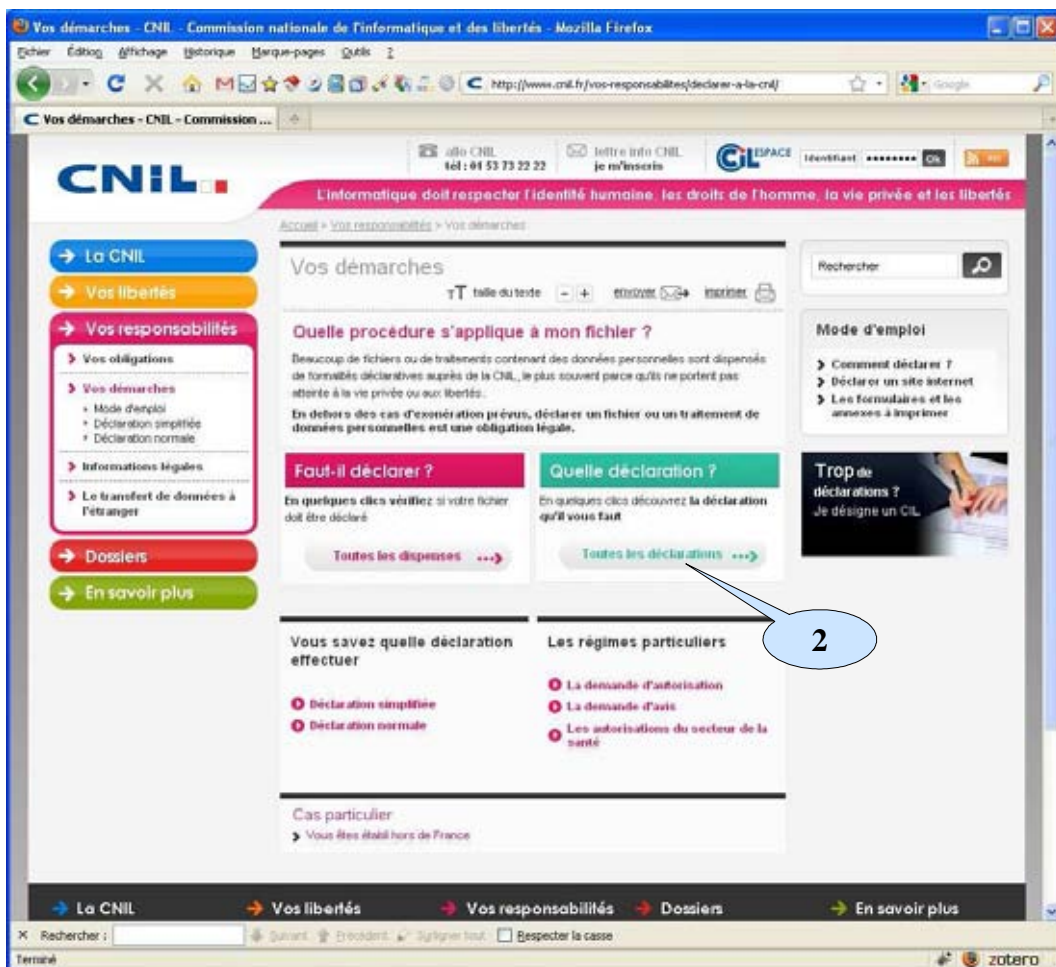 Vos démarches - CNIL - Commission nationale de l'informatique et des libertés - Mozilla Firefox
Fichier Édition Affichage Historique Marque-pages Outils ?
http://www.cnil.fr/vos-responsabilites/declarer-a-la-cnil/
Google
Vos démarches - CNIL - Commission ...
CNIL
allo CNIL
tél : 01 53 73 22 22
lettre info CNIL
je m'inscris
CIL ESPACE
Identifiant
Ok
L'informatique doit respecter l'identité humaine, les droits de l'homme, la vie privée et les libertés
Accueil > Vos responsabilités > Vos démarches
La CNIL
Vos libertés
Vos responsabilités
Vos obligations
Vos démarches
Mode d'emploi
Déclaration simplifiée
Déclaration normale
Informations légales
Le transfert de données à
l'étranger
Dossiers
En savoir plus
Vos démarches
TT taille du texte - + envoyer imprimer
Quelle procédure s'applique à mon fichier ?
Beaucoup de fichiers ou de traitements contenant des données personnelles sont dispensés
de formalités déclaratives auprès de la CNIL, le plus souvent parce qu'ils ne portent pas
atteinte à la vie privée ou aux libertés.
En dehors des cas d'exonération prévus, déclarer un fichier ou un traitement de
données personnelles est une obligation légale.
Faut-il déclarer ?
En quelques clics vérifiez si votre fichier
doit être déclaré
Toutes les dispenses
Quelle déclaration ?
En quelques clics découvrez la déclaration
qu'il vous faut
Toutes les déclarations
2
Vous savez quelle déclaration
effectuer
Déclaration simplifiée
Déclaration normale
Les régimes particuliers
La demande d'autorisation
La demande d'avis
Les autorisations du secteur de la
santé
Cas particulier
Vous êtes établi hors de France
Rechercher
Mode d'emploi
Comment déclarer ?
Déclarer un site internet
Les formulaires et les
annexes à imprimer
Trop de
déclarations ?
Je désigne un CIL
La CNIL Vos libertés Vos responsabilités Dossiers En savoir plus
Rechercher : Suivant Précédent Surligner tout Respecter la casse
Terminé zotero